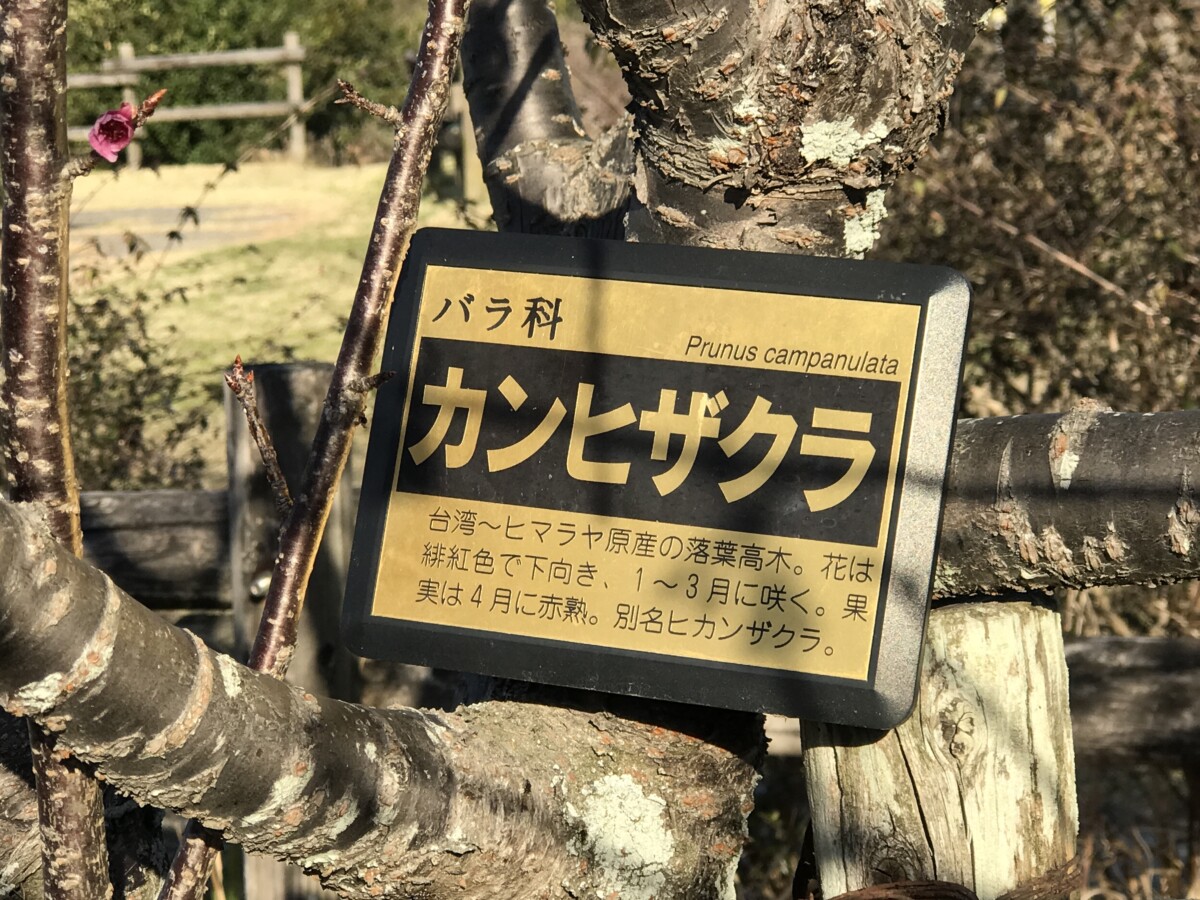 バラ科
Prunus campanulata
カンヒザクラ
台湾～ヒマラヤ原産の落葉高木。花は
緋紅色で下向き、1～3月に咲く。果
実は4月に赤熟。別名ヒカンザクラ。